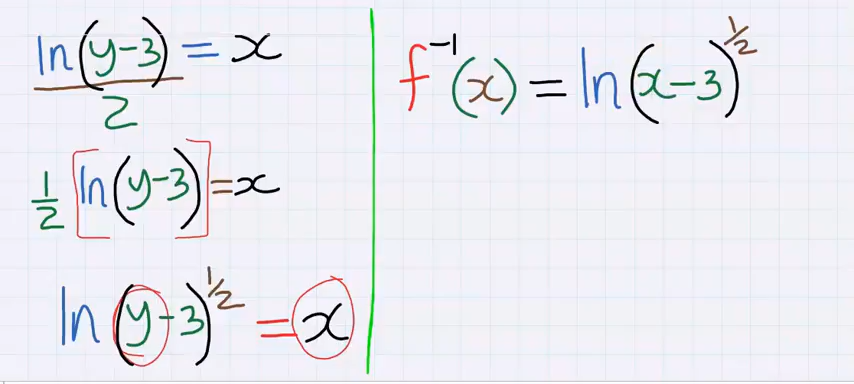 ln(y-3)/2 = x
1/2 [ln(y-3)] = x
ln(y-3)^1/2 = x
f^-1(x) = ln(x-3)^1/2